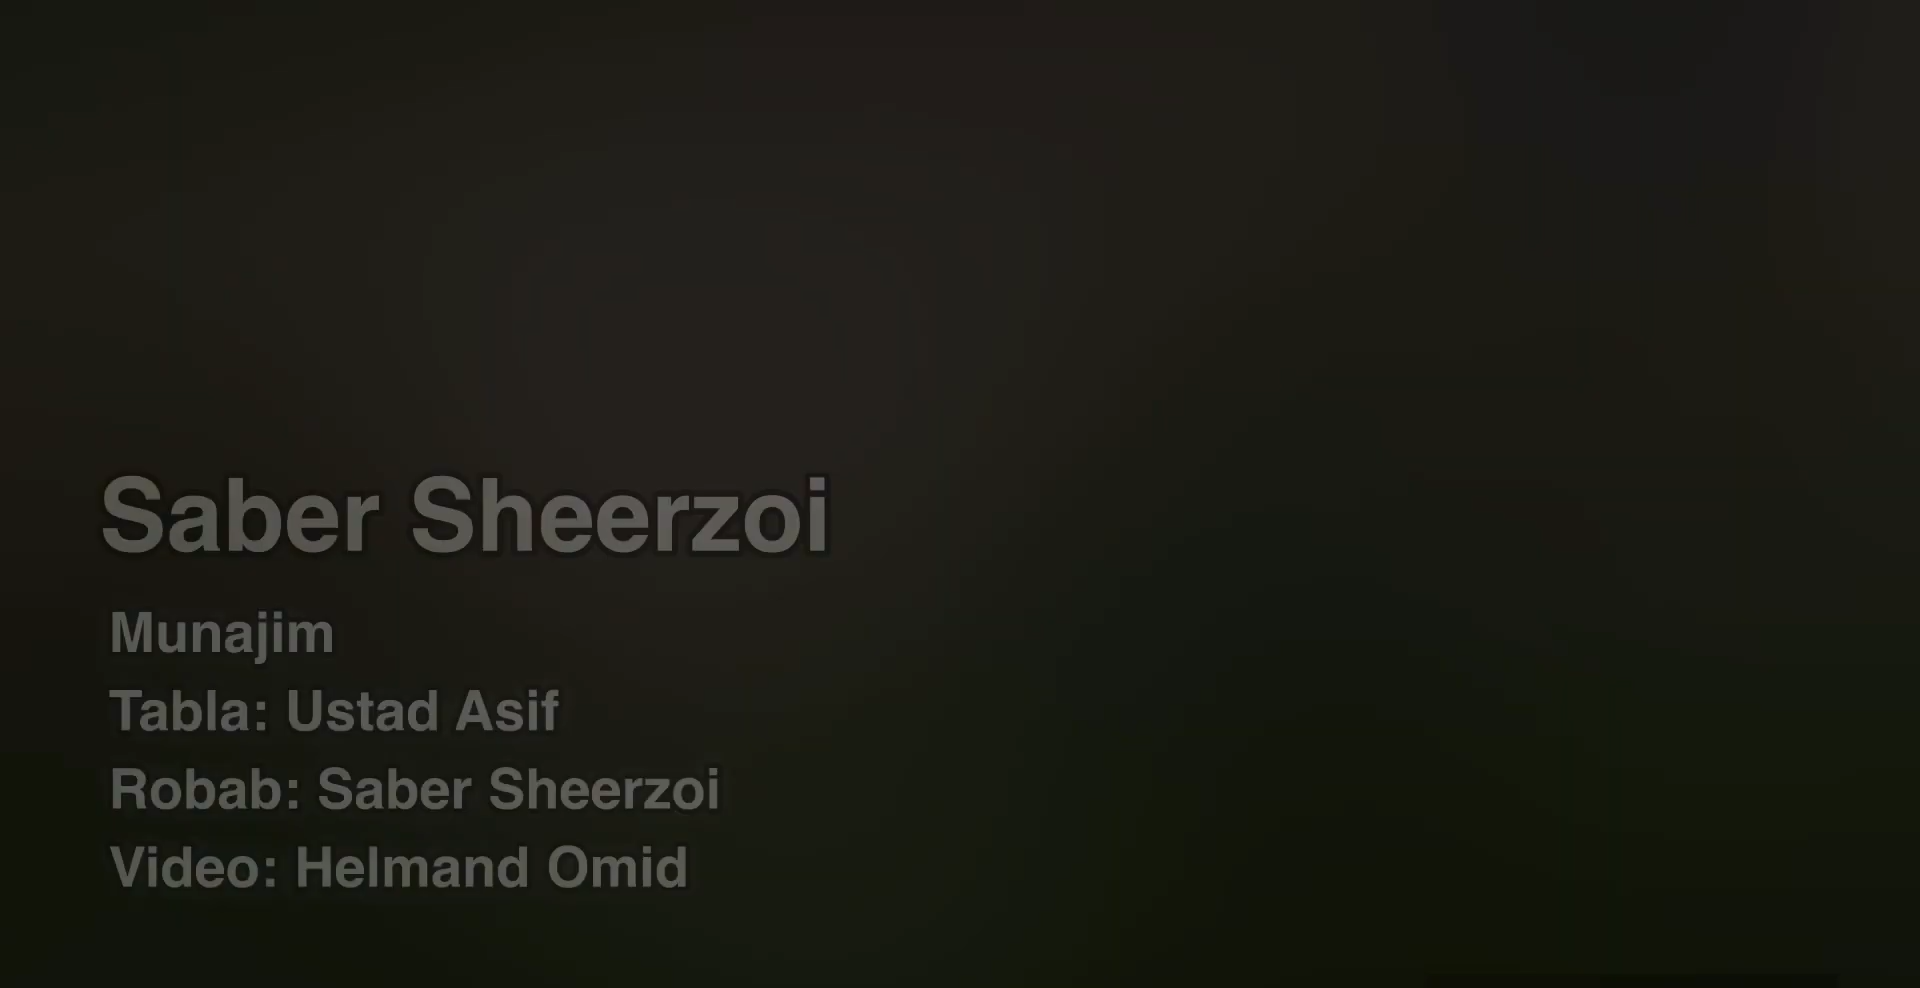 Saber Sheerzoi
Munajim
Tabla: Ustad Asif
Robab: Saber Sheerzoi
Video: Helmand Omid